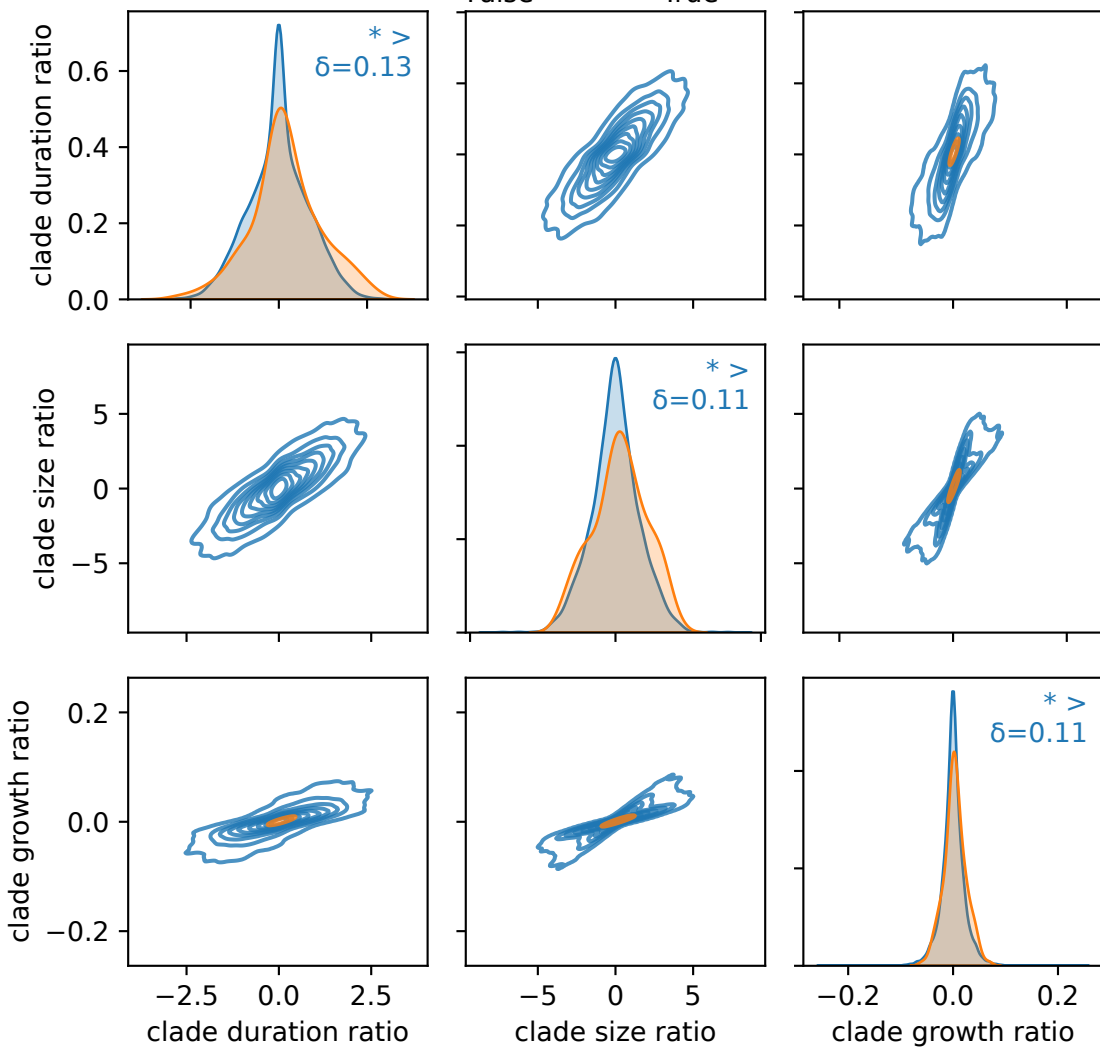 clade duration ratio
0.6
0.4
0.2
0.0
* >
δ=0.13
clade size ratio
5
0
−5
* >
δ=0.11
clade growth ratio
0.2
0.0
−0.2
* >
δ=0.11
−2.5 0.0 2.5
−5 0 5
−0.2 0.0 0.2
clade duration ratio
clade size ratio
clade growth ratio